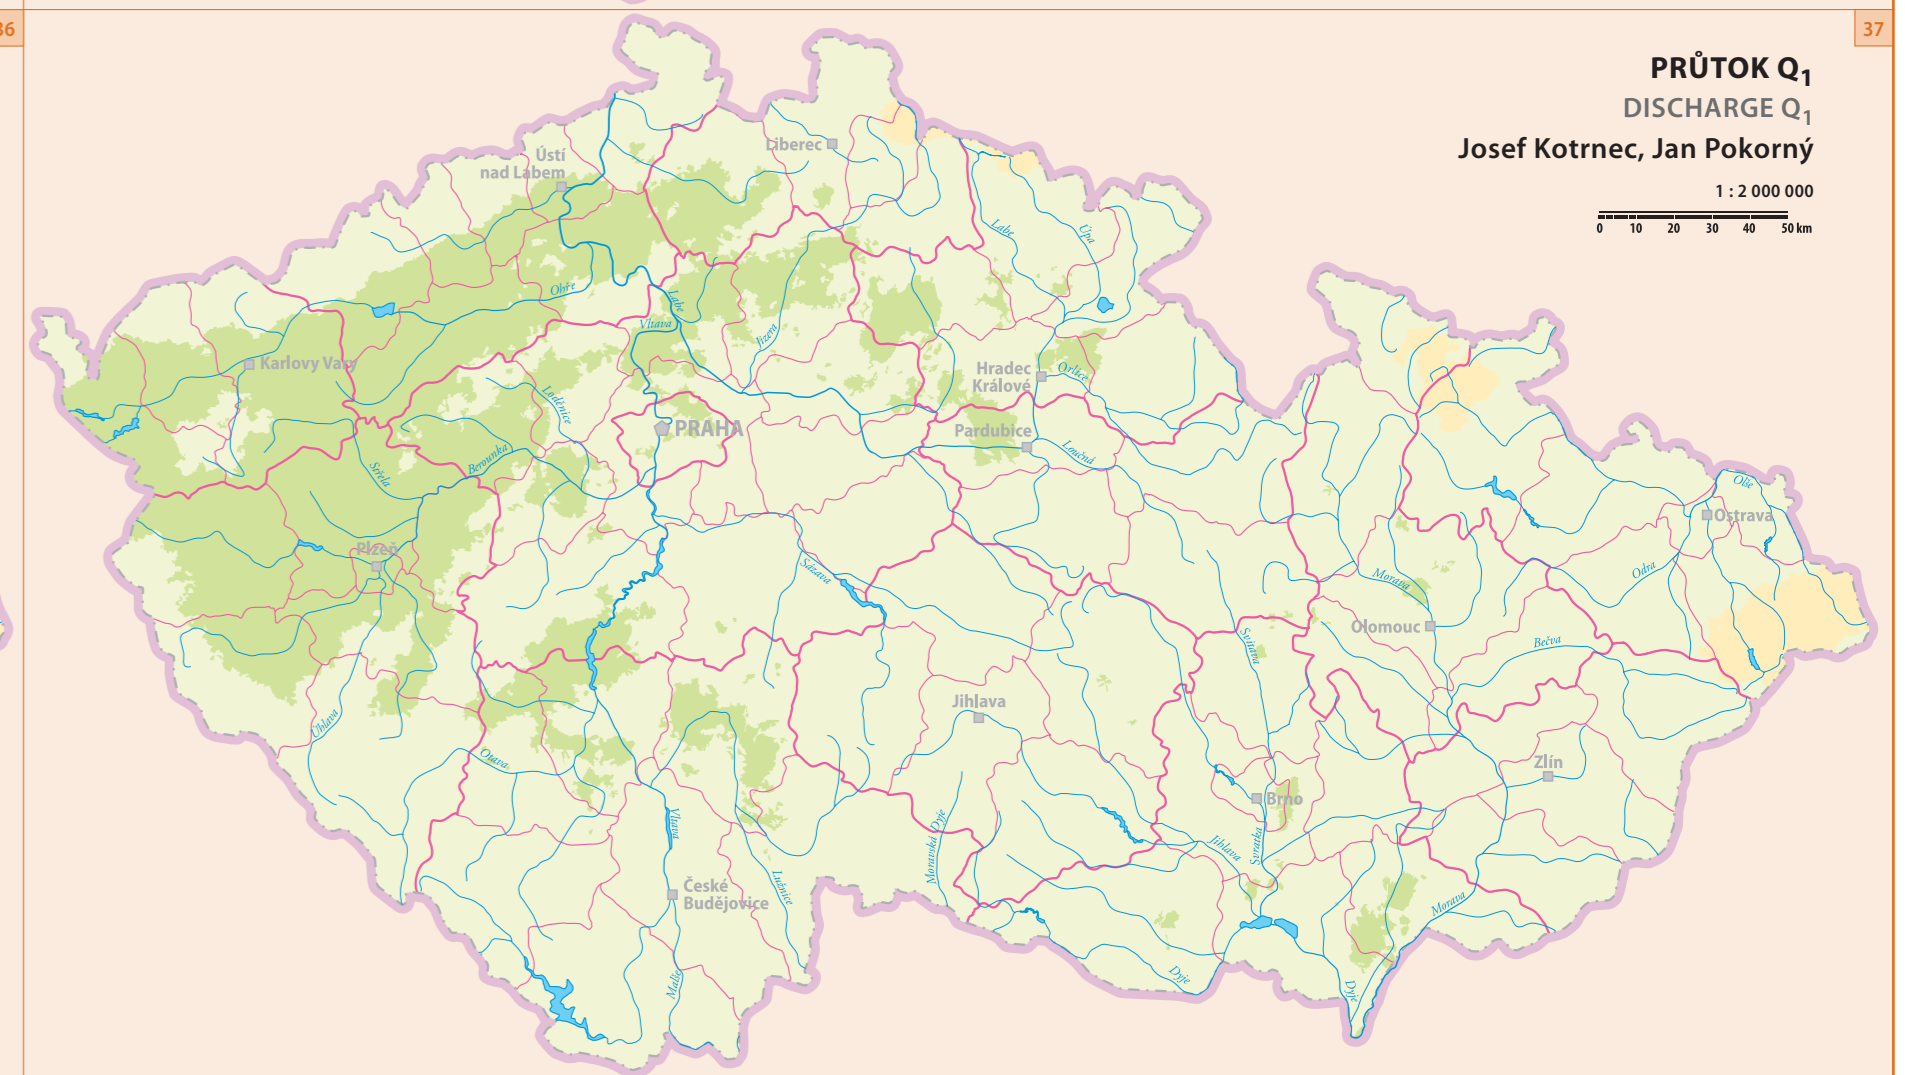 36
37
PRŮTOK Q1
DISCHARGE Q1
Josef Kotrnec, Jan Pokorný
1 : 2 000 000
0 10 20 30 40 50 km
Liberec
Ústí
nad Labem
Labe
Úpa
Ohře
Labe
Vltava
Jizera
Karlovy Vary
Hradec
Králové
Orlice
Loděnice
PRAHA
Pardubice
Loučná
Berounka
Střela
Olše
Ostrava
Plzeň
Sázava
Morava
Odra
Olomouc
Svitava
Bečva
Jihlava
Úhlava
Otava
Zlín
Brno
Vltava
Moravská Dyje
Jihlava
Svratka
České
Budějovice
Lužnice
Morava
Malše
Dyje
Dyje